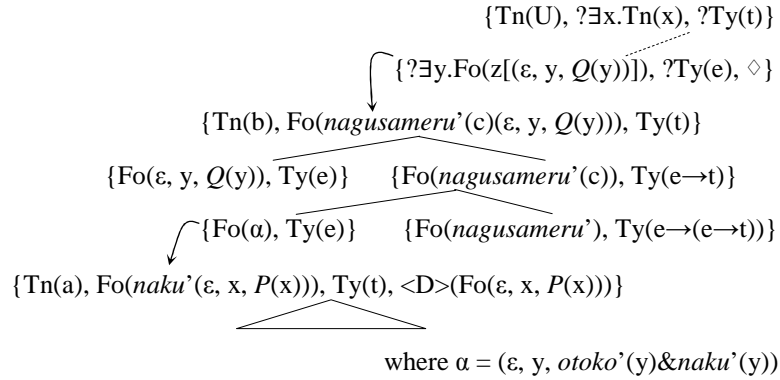 {Tn(U), ?∃x.Tn(x), ?Ty(t)}
{?∃y.Fo(z[(ε, y, Q(y))]), ?Ty(e), ♢}
{Tn(b), Fo(nagusameru’(c)(ε, y, Q(y))), Ty(t)}
{Fo(ε, y, Q(y)), Ty(e)} {Fo(nagusameru’(c)), Ty(e→t)}
{Fo(α), Ty(e)} {Fo(nagusameru’), Ty(e→(e→t))}
{Tn(a), Fo(naku’(ε, x, P(x))), Ty(t), <D>(Fo(ε, x, P(x)))}
where α = (ε, y, otoko’(y)&naku’(y))